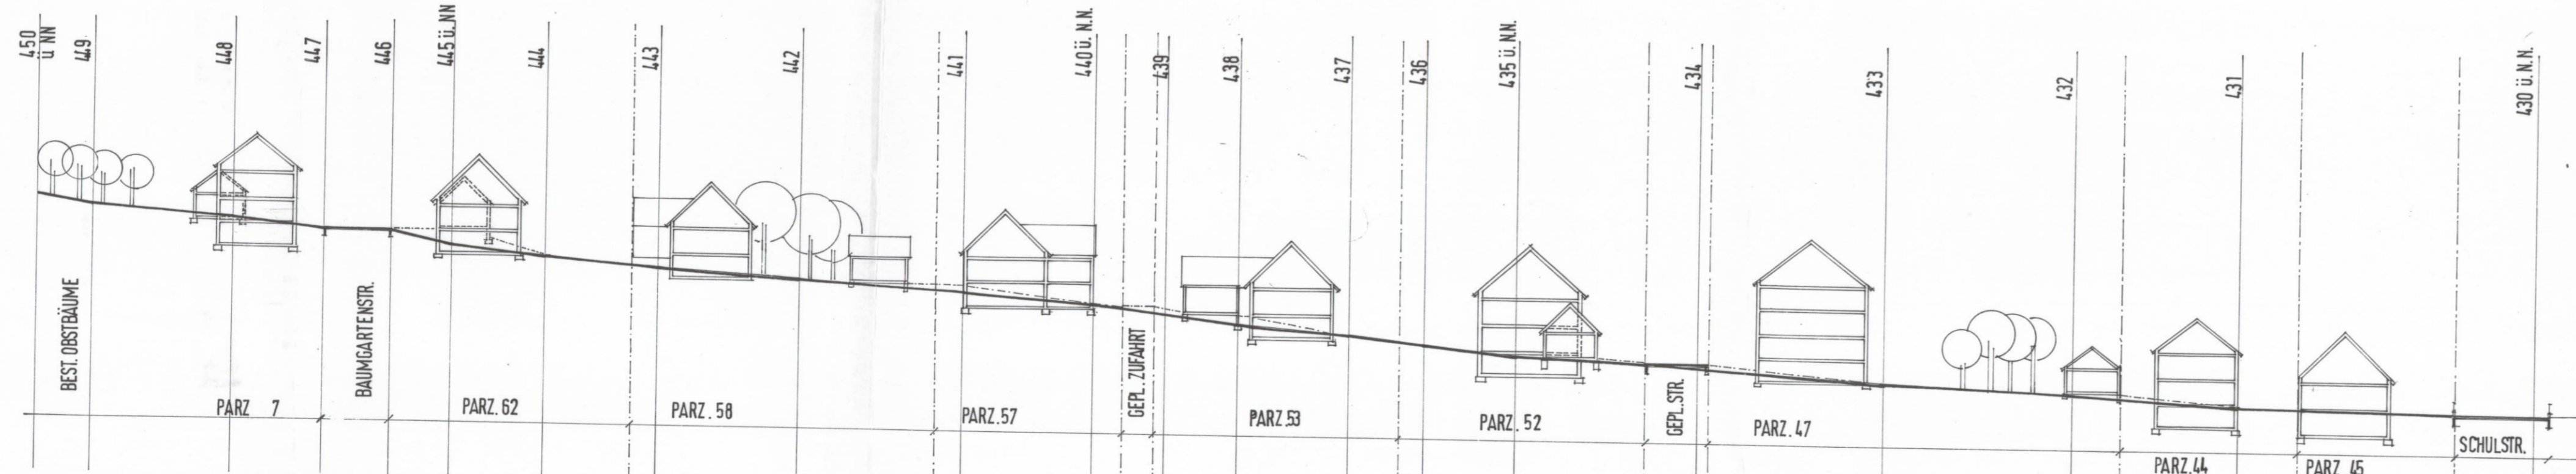 450
ü NN
449
448
447
446
445 ü. NN
444
443
442
441
440 ü. N.N.
439
438
437
436
435 ü. N.N.
434
433
432
431
430 ü. N.N.
BEST. OBSTBÄUME
PARZ 7
BAUMGARTENSTR.
PARZ. 62
PARZ. 58
PARZ. 57
GEPL. ZUFAHRT
PARZ. 53
PARZ. 52
GEPL. STR.
PARZ. 47
PARZ. 44
PARZ. 45
SCHULSTR.